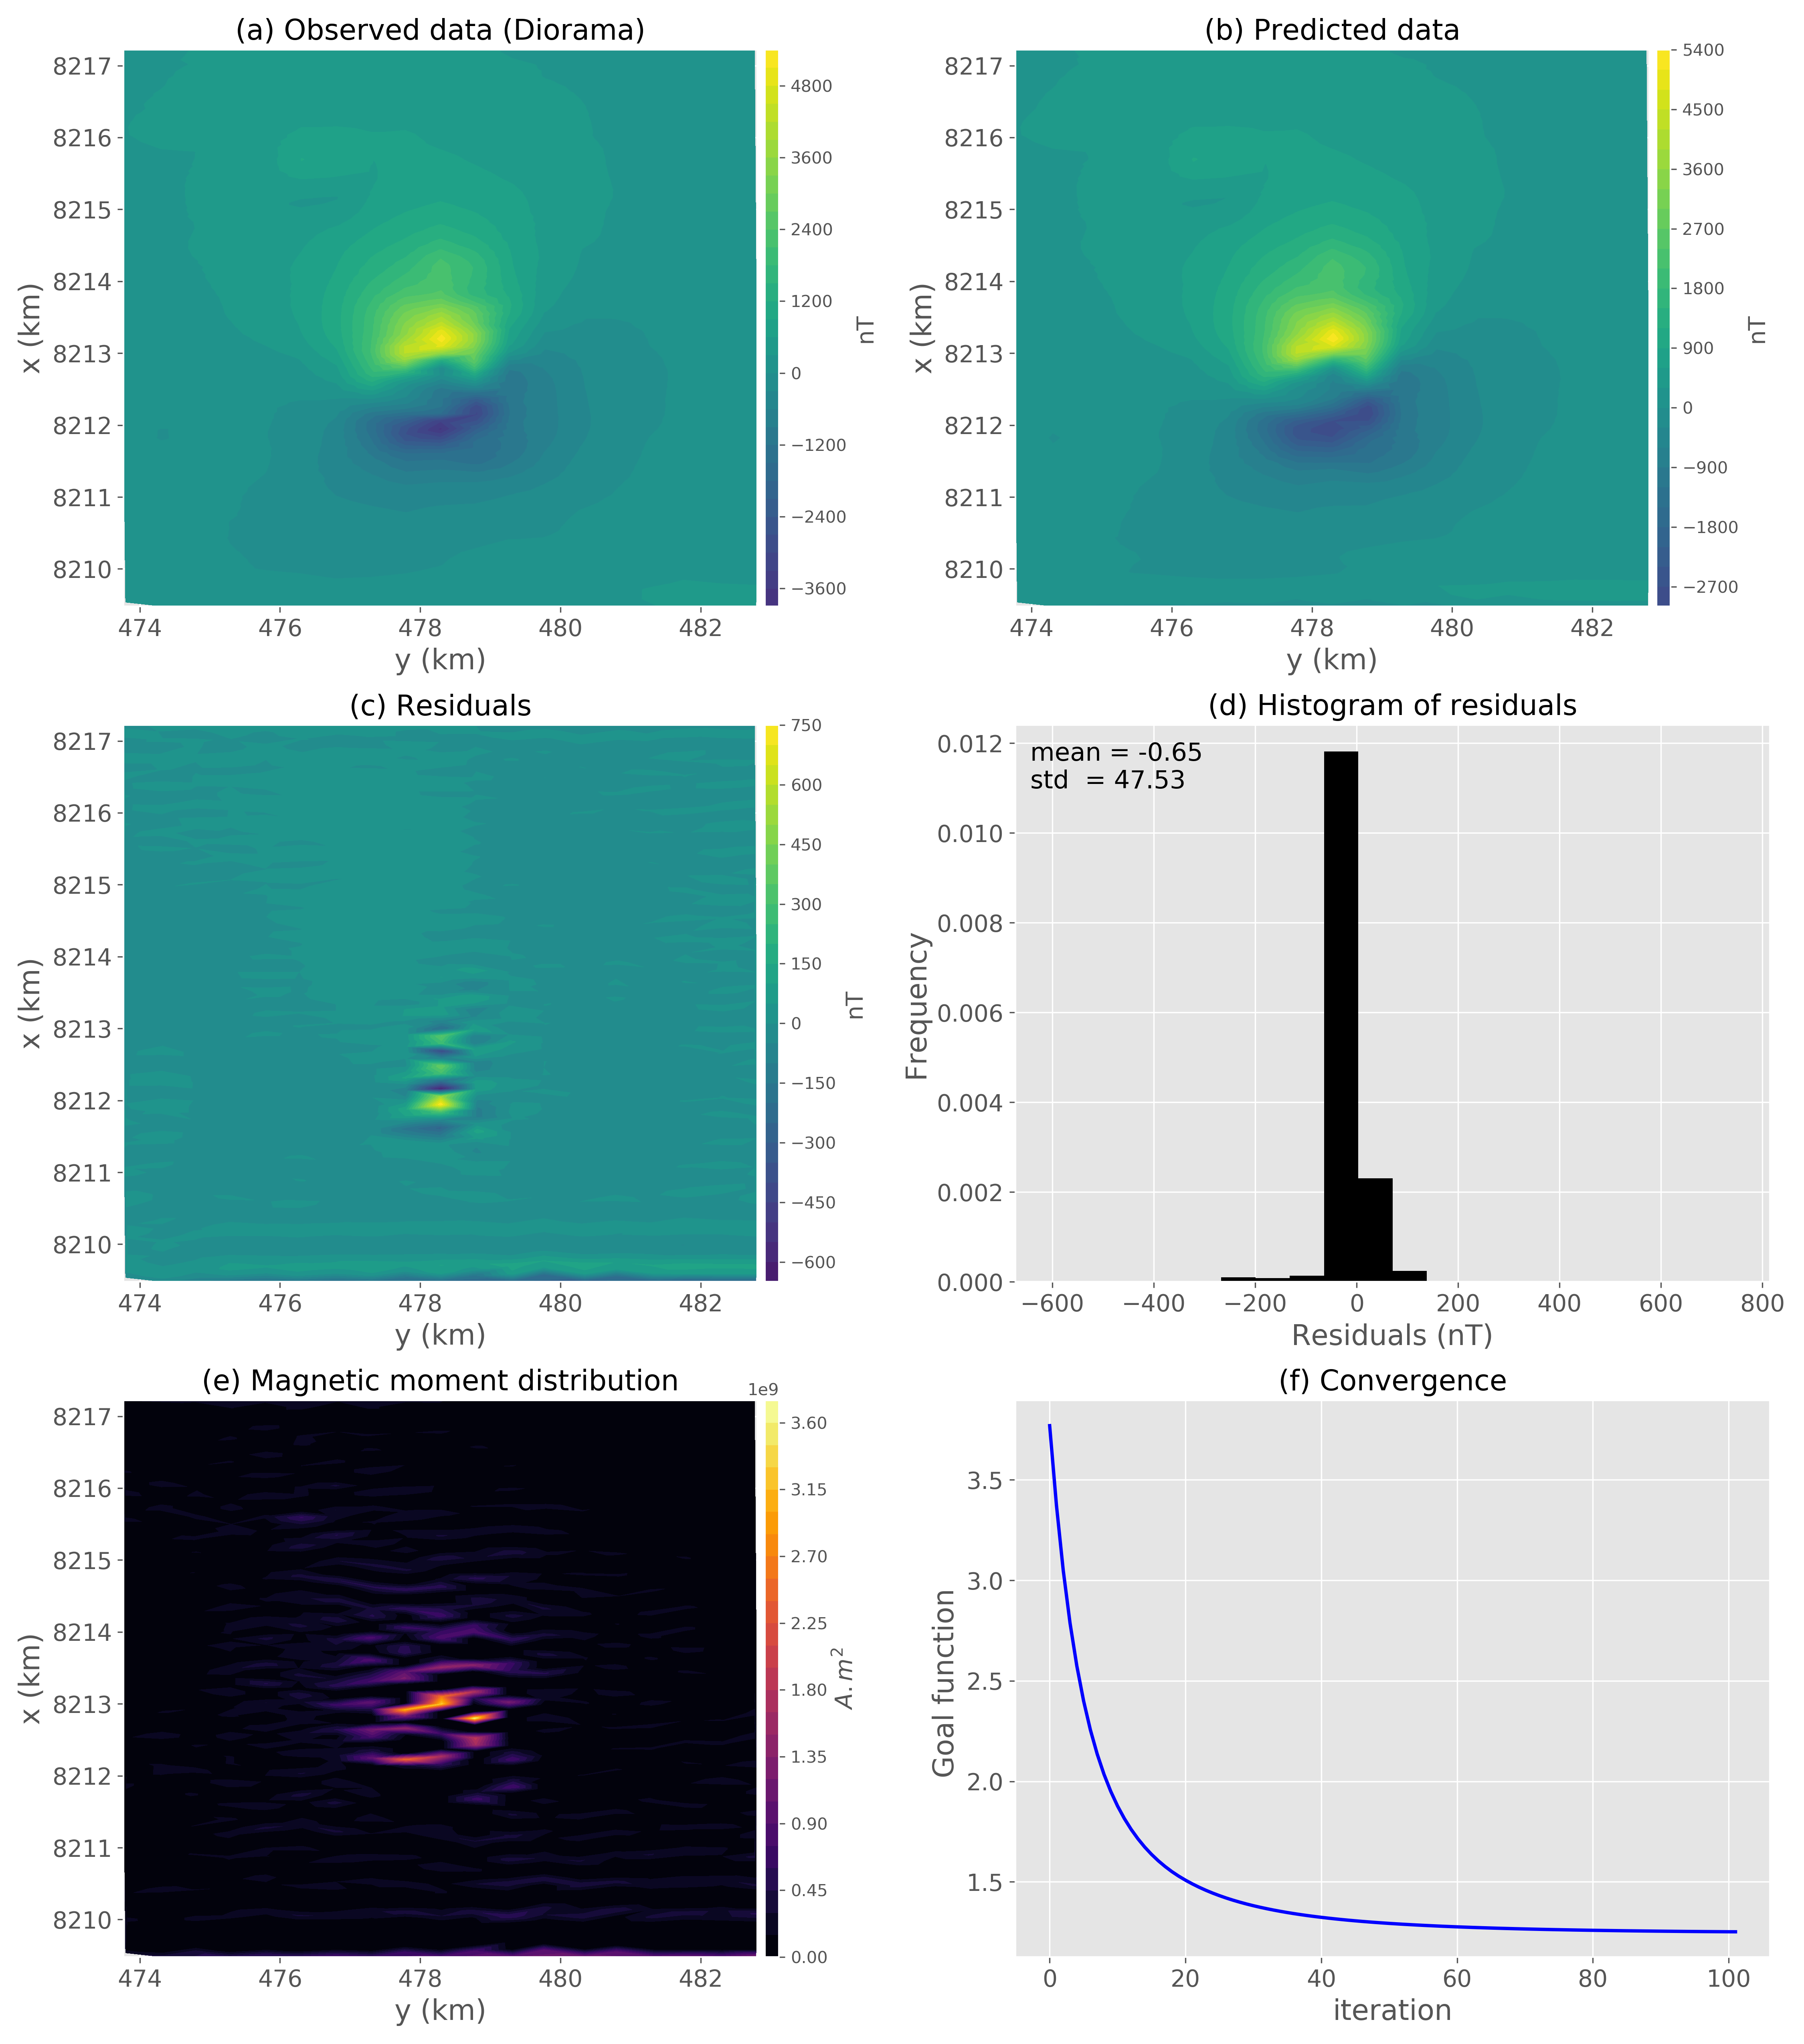 (a) Observed data (Diorama)
8217
8216
8215
8214
8213
8212
8211
8210
x (km)
474 476 478 480 482
y (km)
4800
3600
2400
1200
0
−1200
−2400
−3600
nT
(b) Predicted data
8217
8216
8215
8214
8213
8212
8211
8210
x (km)
474 476 478 480 482
y (km)
5400
4500
3600
2700
1800
900
0
−900
−1800
−2700
nT
(c) Residuals
8217
8216
8215
8214
8213
8212
8211
8210
x (km)
474 476 478 480 482
y (km)
750
600
450
300
150
0
−150
−300
−450
−600
nT
(d) Histogram of residuals
mean = -0.65
std = 47.53
0.012
0.010
0.008
0.006
0.004
0.002
0.000
Frequency
−600 −400 −200 0 200 400 600 800
Residuals (nT)
(e) Magnetic moment distribution
1e9
8217
8216
8215
8214
8213
8212
8211
8210
x (km)
474 476 478 480 482
y (km)
3.60
3.15
2.70
2.25
1.80
1.35
0.90
0.45
0.00
A.m²
(f) Convergence
3.5
3.0
2.5
2.0
1.5
Goal function
0 20 40 60 80 100
iteration